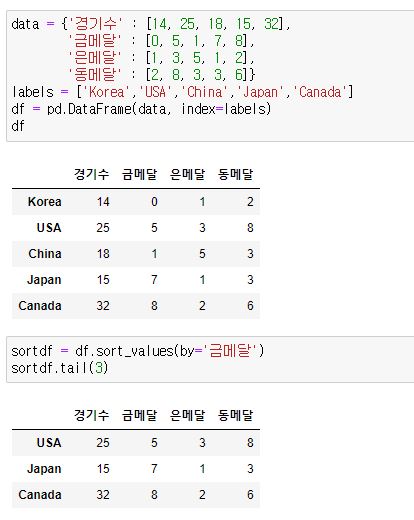 data = {'경기수' : [14, 25, 18, 15, 32],
'금메달' : [0, 5, 1, 7, 8],
'은메달' : [1, 3, 5, 1, 2],
'동메달' : [2, 8, 3, 3, 6]}
labels = ['Korea','USA','China','Japan','Canada']
df = pd.DataFrame(data, index=labels)
df
경기수 금메달 은메달 동메달
Korea 14 0 1 2
USA 25 5 3 8
China 18 1 5 3
Japan 15 7 1 3
Canada 32 8 2 6
sortdf = df.sort_values(by='금메달')
sortdf.tail(3)
경기수 금메달 은메달 동메달
USA 25 5 3 8
Japan 15 7 1 3
Canada 32 8 2 6